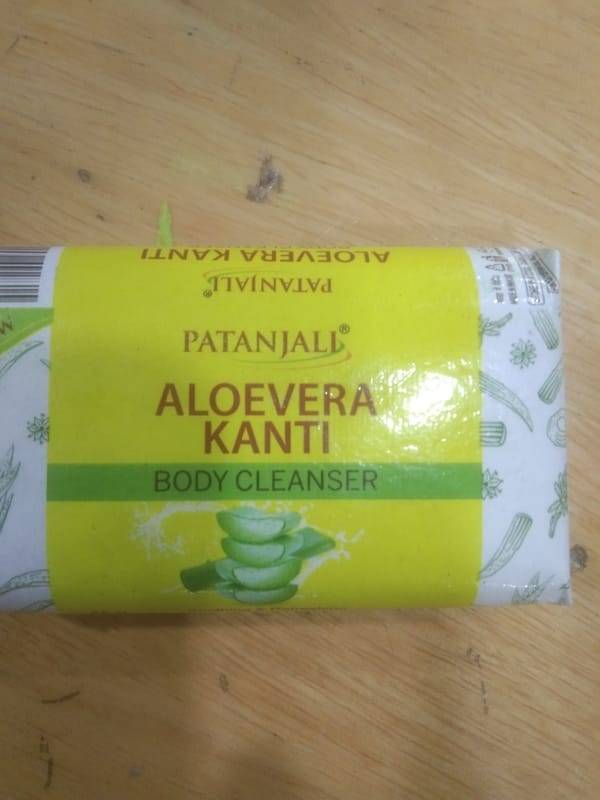 ALOEVERA KANTI
PATANJALI®
PATANJALI®
ALOEVERA
KANTI
BODY CLEANSER